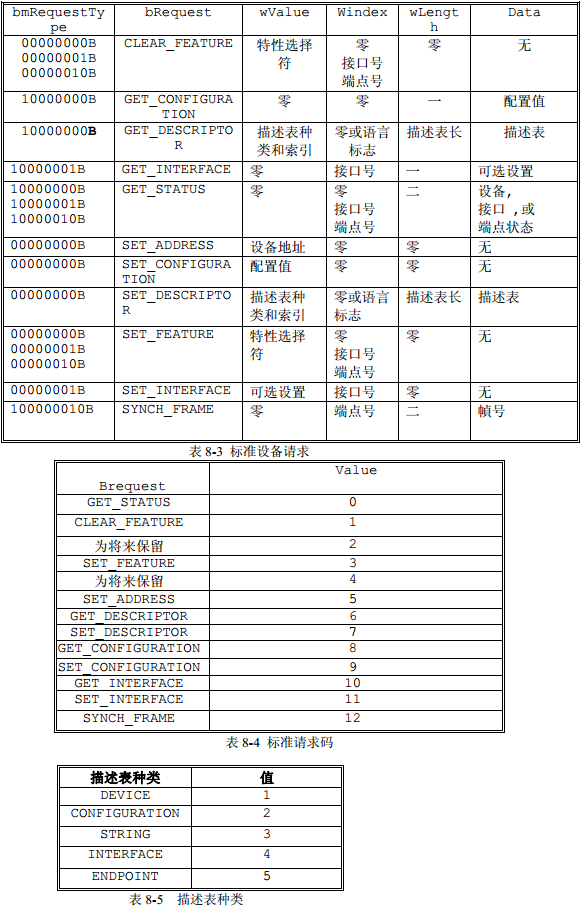 bmRequestTy bRequest wValue Windex wLengt Data
pe h
00000000B CLEAR_FEATURE 特性选择 零 零 无
00000001B 符 接口号
00000010B 端点号
10000000B GET_CONFIGURA 零 零 一 配置值
TION
10000000B GET_DESCRIPTO 描述表种 零或语言 描述表长 描述表
R 类和索引 标志
10000001B GET_INTERFACE 零 接口号 一 可选设置
10000000B GET_STATUS 零 零 二 设备,
10000001B 接口号 接口 ,或
10000010B 端点号 端点状态
00000000B SET_ADDRESS 设备地址 零 零 无
00000000B SET_CONFIGURA 配置值 零 零 无
TION
00000000B SET_DESCRIPTO 描述表种 零或语言 描述表长 描述表
R 类和索引 标志
00000000B SET_FEATURE 特性选择 零 零 无
00000001B 符 接口号
00000010B 端点号
00000001B SET_INTERFACE 可选设置 接口号 零 无
100000010B SYNCH_FRAME 零 端点号 二 帧号
表 8-3 标准设备请求
Value
Brequest
GET_STATUS 0
CLEAR_FEATURE 1
为将来保留 2
SET_FEATURE 3
为将来保留 4
SET_ADDRESS 5
GET_DESCRIPTOR 6
SET_DESCRIPTOR 7
GET_CONFIGURATION 8
SET_CONFIGURATION 9
GET_INTERFACE 10
SET_INTERFACE 11
SYNCH_FRAME 12
表 8-4 标准请求码
描述表种类 值
DEVICE 1
CONFIGURATION 2
STRING 3
INTERFACE 4
ENDPOINT 5
表 8-5 描述表种类